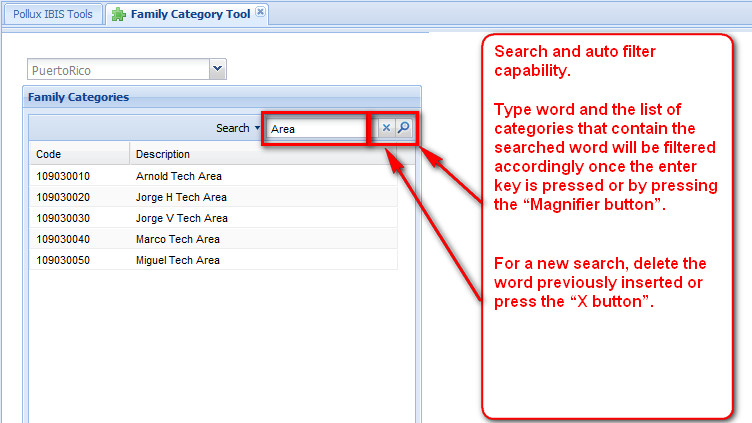 Pollux IBIS Tools
Family Category Tool
PuertoRico
Family Categories
Search
Area
Code Description
109030010 Arnold Tech Area
109030020 Jorge H Tech Area
109030030 Jorge V Tech Area
109030040 Marco Tech Area
109030050 Miguel Tech Area
Search and auto filter
capability.
Type word and the list of
categories that contain the
searched word will be filtered
accordingly once the enter
key is pressed or by pressing
the “Magnifier button”.
For a new search, delete the
word previously inserted or
press the “X button”.